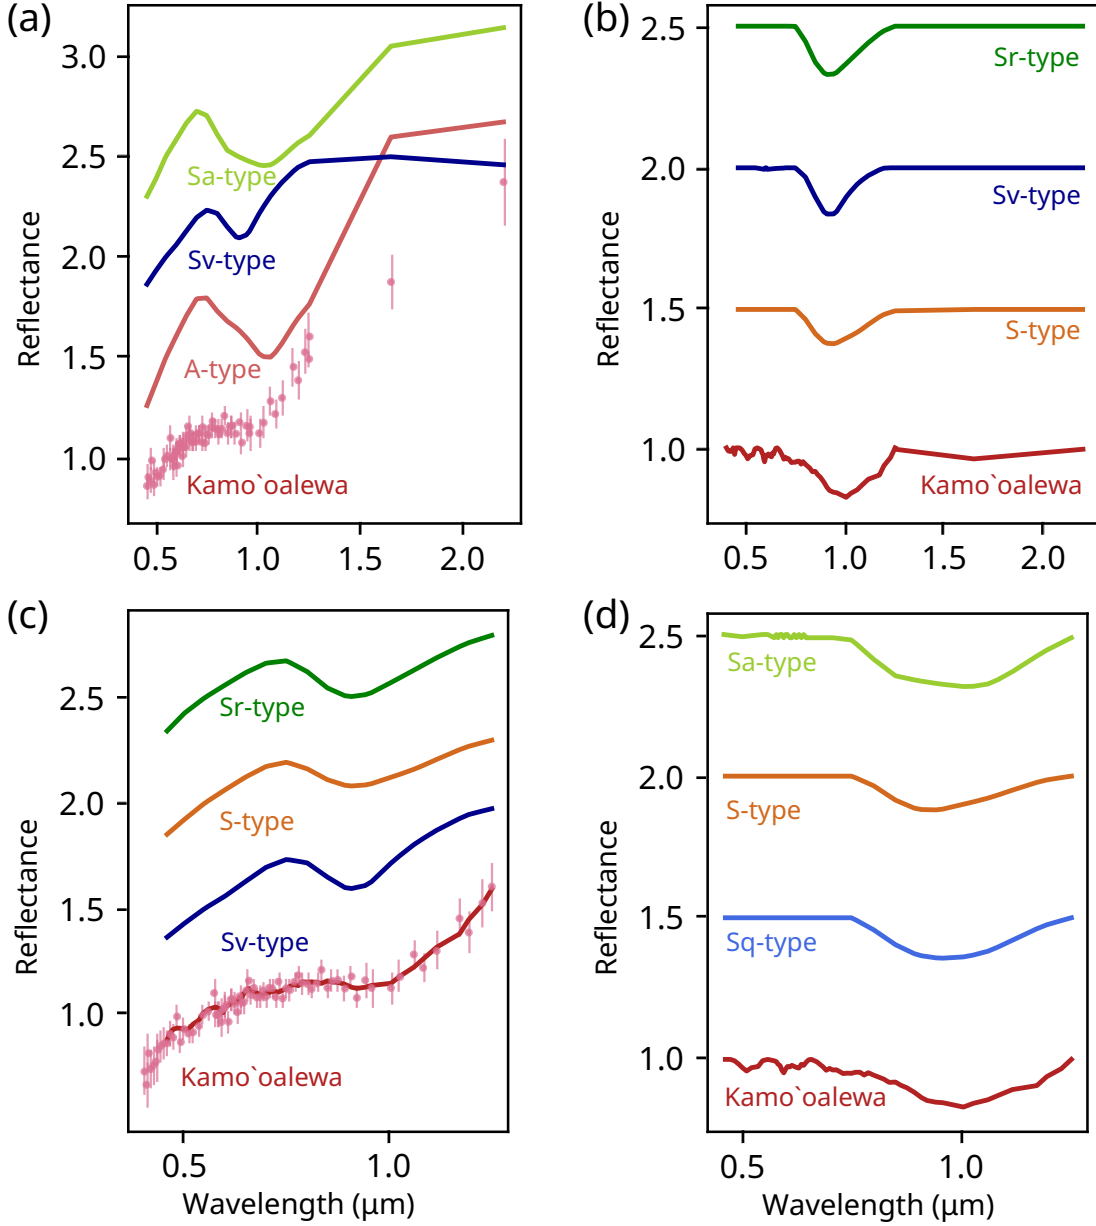 (a)
3.0
2.5
2.0
1.5
1.0
Reflectance
Sa-type
Sv-type
A-type
Kamo`oalewa
0.5
1.0
1.5
2.0
(b)
2.5
2.0
1.5
1.0
Reflectance
Sr-type
Sv-type
S-type
Kamo`oalewa
0.5
1.0
1.5
2.0
(c)
2.5
2.0
1.5
1.0
Reflectance
Sr-type
S-type
Sv-type
Kamo`oalewa
0.5
1.0
Wavelength (μm)
(d)
2.5
2.0
1.5
1.0
Reflectance
Sa-type
S-type
Sq-type
Kamo`oalewa
0.5
1.0
Wavelength (μm)